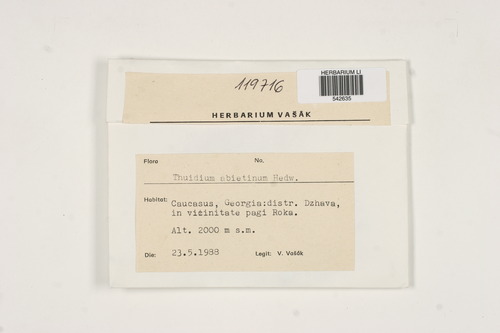 119716
HERBARIUM LI
542635
HERBARIUM VAŠÁK
Flora No.
Thuidium abietinum Hedw.
Habitat: Caucasus, Georgia:distr. Dzhava,
in vicinitate pagi Roka.
Alt. 2000 m s.m.
Die: 23.5.1988 Legit: V. Vašák